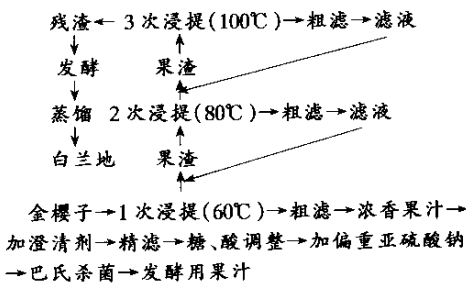 残渣←3次浸提(100℃)→粗滤→滤液
↓ ↑
发酵 果渣
↓ ↑
蒸馏 2次浸提(80℃)→粗滤→滤液
↓ ↑
白兰地 果渣
↑
金樱子→1次浸提(60℃)→粗滤→浓香果汁→
加澄清剂→精滤→糖、酸调整→加偏重亚硫酸钠
→巴氏杀菌→发酵用果汁